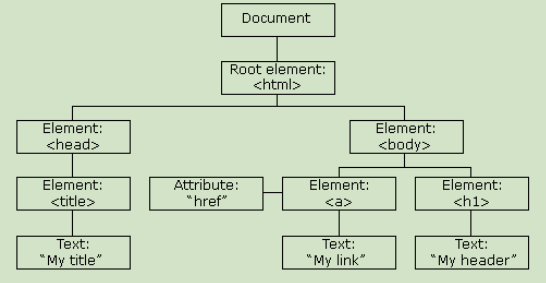 Document
Root element:
<html>
Element:
<head>
Element:
<body>
Element:
<title>
Attribute:
“href”
Element:
<a>
Element:
<h1>
Text:
“My title”
Text:
“My link”
Text:
“My header”